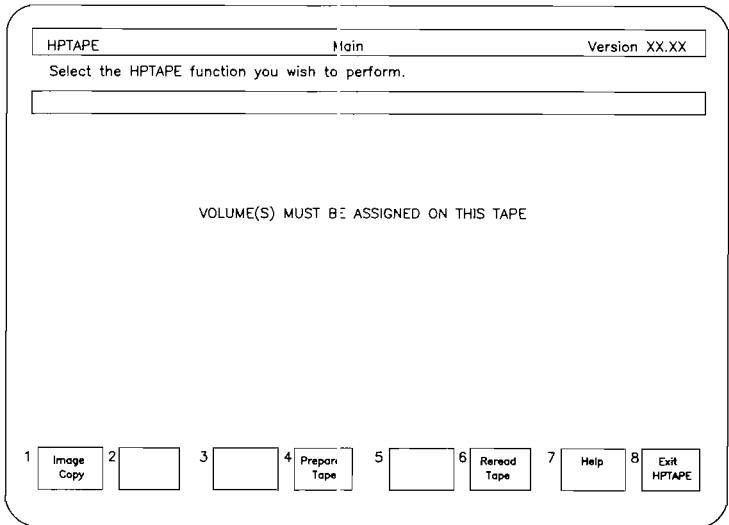 HPTAPE Main Version XX.XX
Select the HPTAPE function you wish to perform.
VOLUME(S) MUST BE ASSIGNED ON THIS TAPE
1 Image Copy 2 3 4 Prepare Tape 5 6 Reread Tape 7 Help 8 Exit HPTAPE